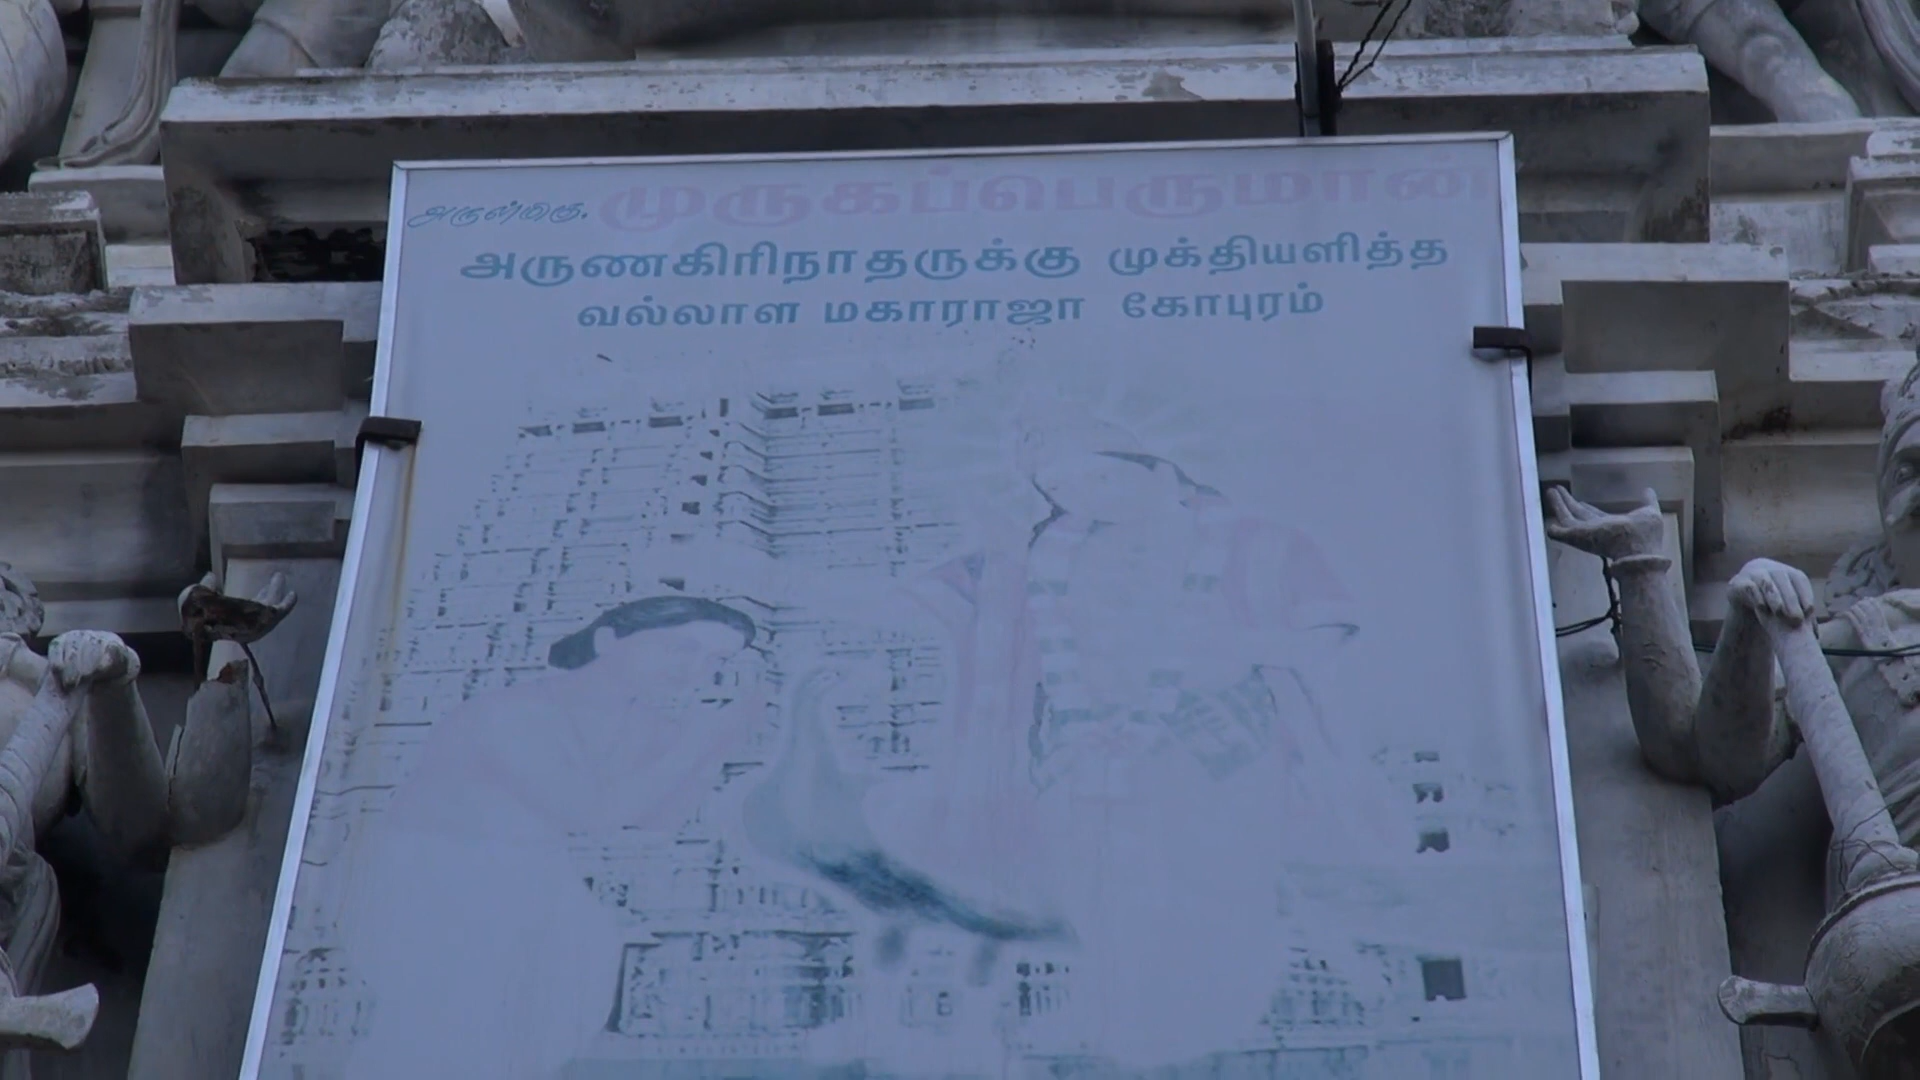 அருள்மிகு. முருகப்பெருமான்
அருணகிரிநாதருக்கு முக்தியளித்த
வல்லாள மகாராஜா கோபுரம்